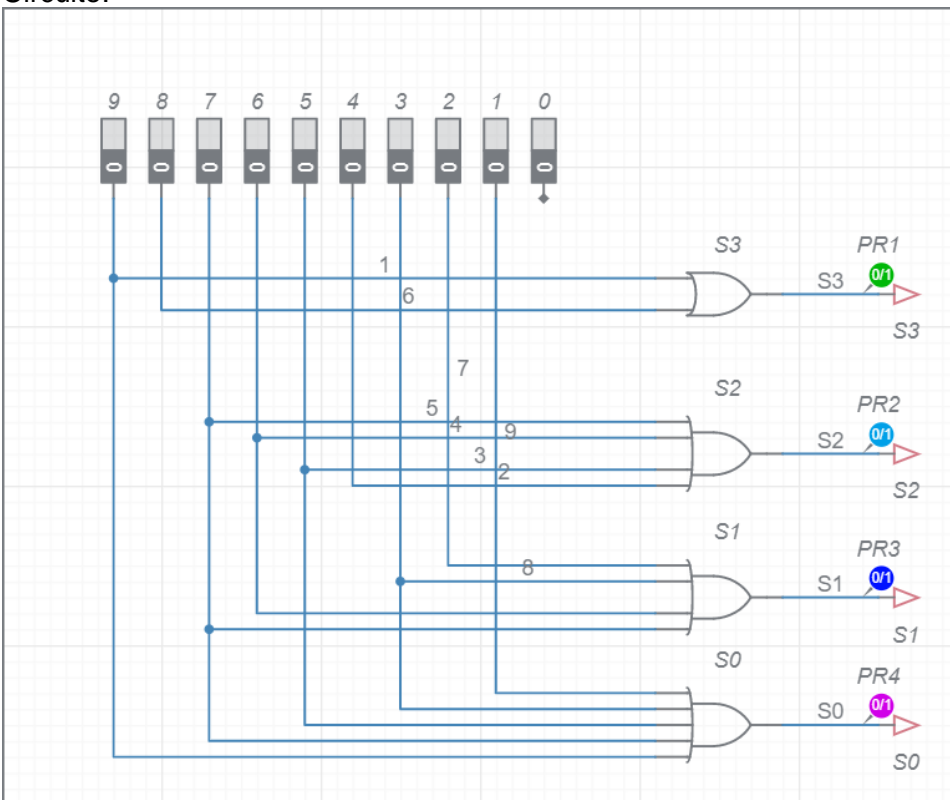 9 8 7 6 5 4 3 2 1 0
0 0 0 0 0 0 0 0 0 0
S3 PR1
1 S3 0/1
6
S3
7
S2 PR2
5
4 9 S2 0/1
3
2 S2
S1 PR3
8 S1 0/1
S1
S0 PR4
S0 0/1
S0